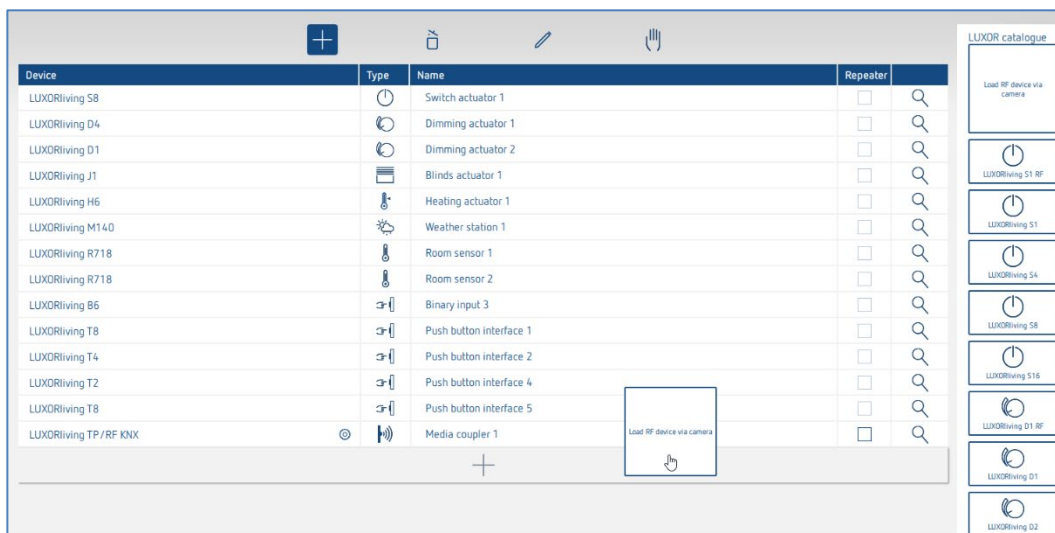 LUXOR catalogue
Device Type Name Repeater
LUXORliving S8 Switch actuator 1
LUXORliving D4 Dimming actuator 1
LUXORliving D1 Dimming actuator 2
LUXORliving J1 Blinds actuator 1
LUXORliving H6 Heating actuator 1
LUXORliving M140 Weather station 1
LUXORliving R718 Room sensor 1
LUXORliving R718 Room sensor 2
LUXORliving B6 Binary input 3
LUXORliving T8 Push button interface 1
LUXORliving T4 Push button interface 2
LUXORliving T2 Push button interface 4
LUXORliving T8 Push button interface 5
LUXORliving TP/RF KNX Media coupler 1
Load RF device via camera
Load RF device via
camera
LUXORliving S1 RF
LUXORliving S1
LUXORliving S4
LUXORliving S8
LUXORliving S16
LUXORliving D1 RF
LUXORliving D1
LUXORliving D2